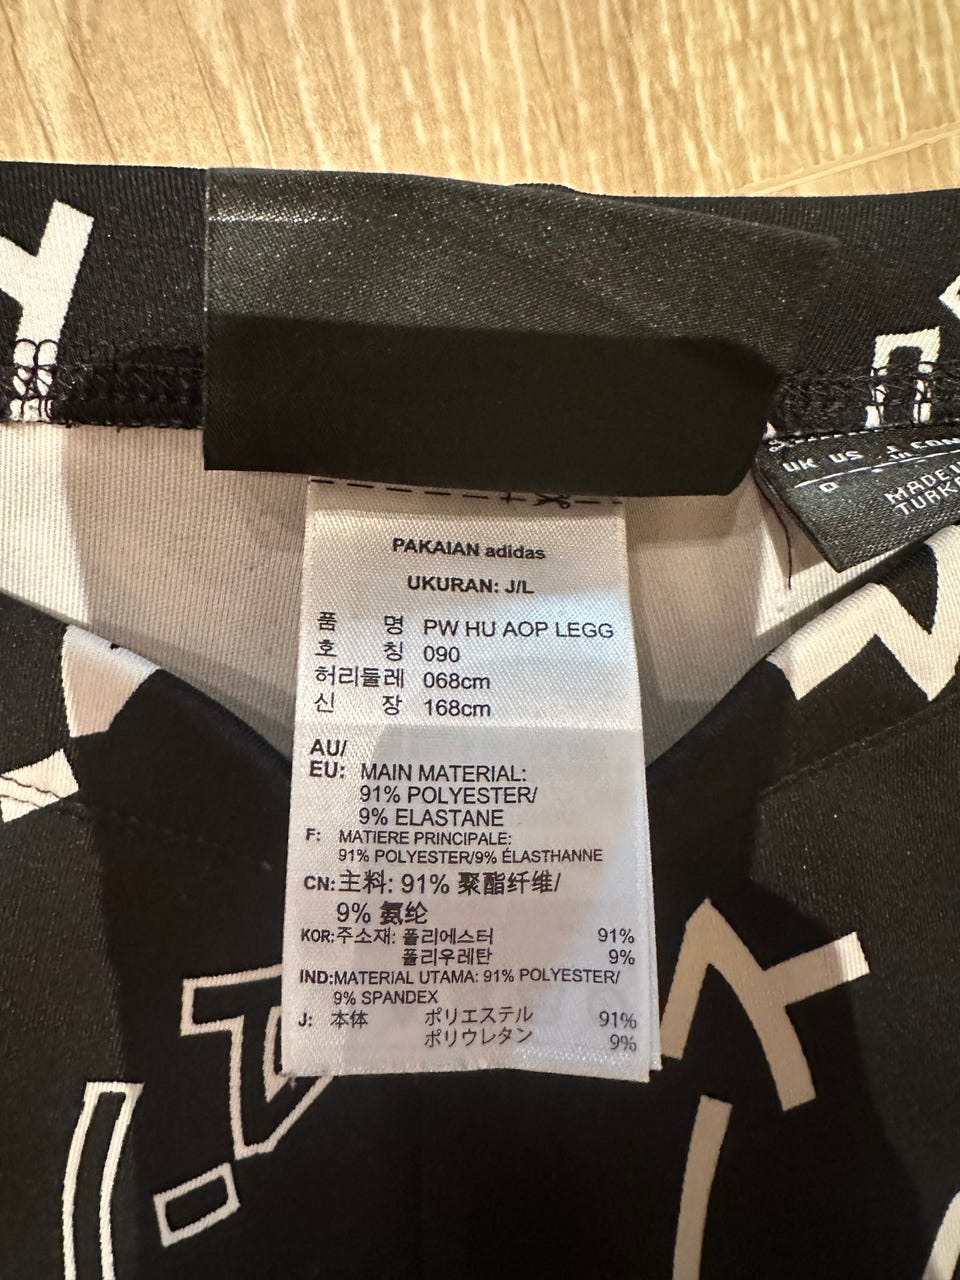 PAKAIAN adidas
UKURAN: J/L
품 명 PW HU AOP LEGG
호 칭 090
허리둘레 068cm
신 장 168cm
AU/
EU: MAIN MATERIAL:
91% POLYESTER/
9% ELASTANE
F: MATIERE PRINCIPALE:
91% POLYESTER/9% ÉLASTHANNE
CN:主料: 91% 聚酯纤维/
9% 氨纶
KOR:주소재: 폴리에스터 91%
폴리우레탄 9%
IND:MATERIAL UTAMA: 91% POLYESTER/
9% SPANDEX
J: 本体 ポリエステル 91%
ポリウレタン 9%
UK US
MADE